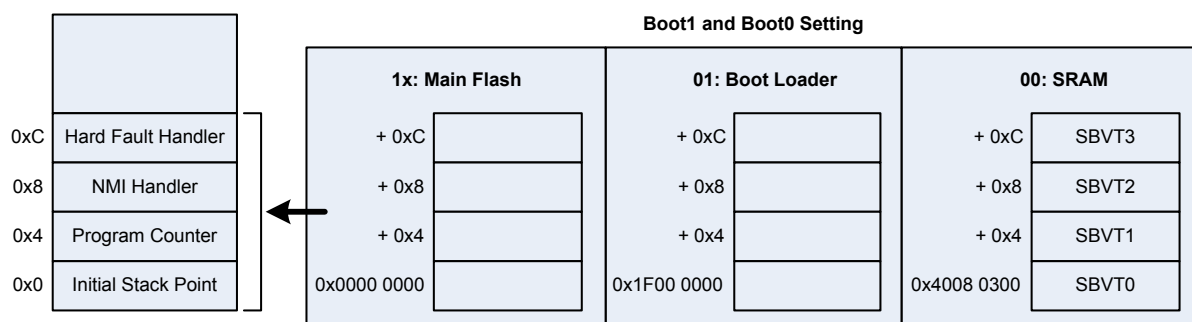 Boot1 and Boot0 Setting
1x: Main Flash 01: Boot Loader 00: SRAM
0xC Hard Fault Handler + 0xC + 0xC + 0xC SBVT3
0x8 NMI Handler + 0x8 + 0x8 + 0x8 SBVT2
0x4 Program Counter + 0x4 + 0x4 + 0x4 SBVT1
0x0 Initial Stack Point 0x0000 0000 0x1F00 0000 0x4008 0300 SBVT0